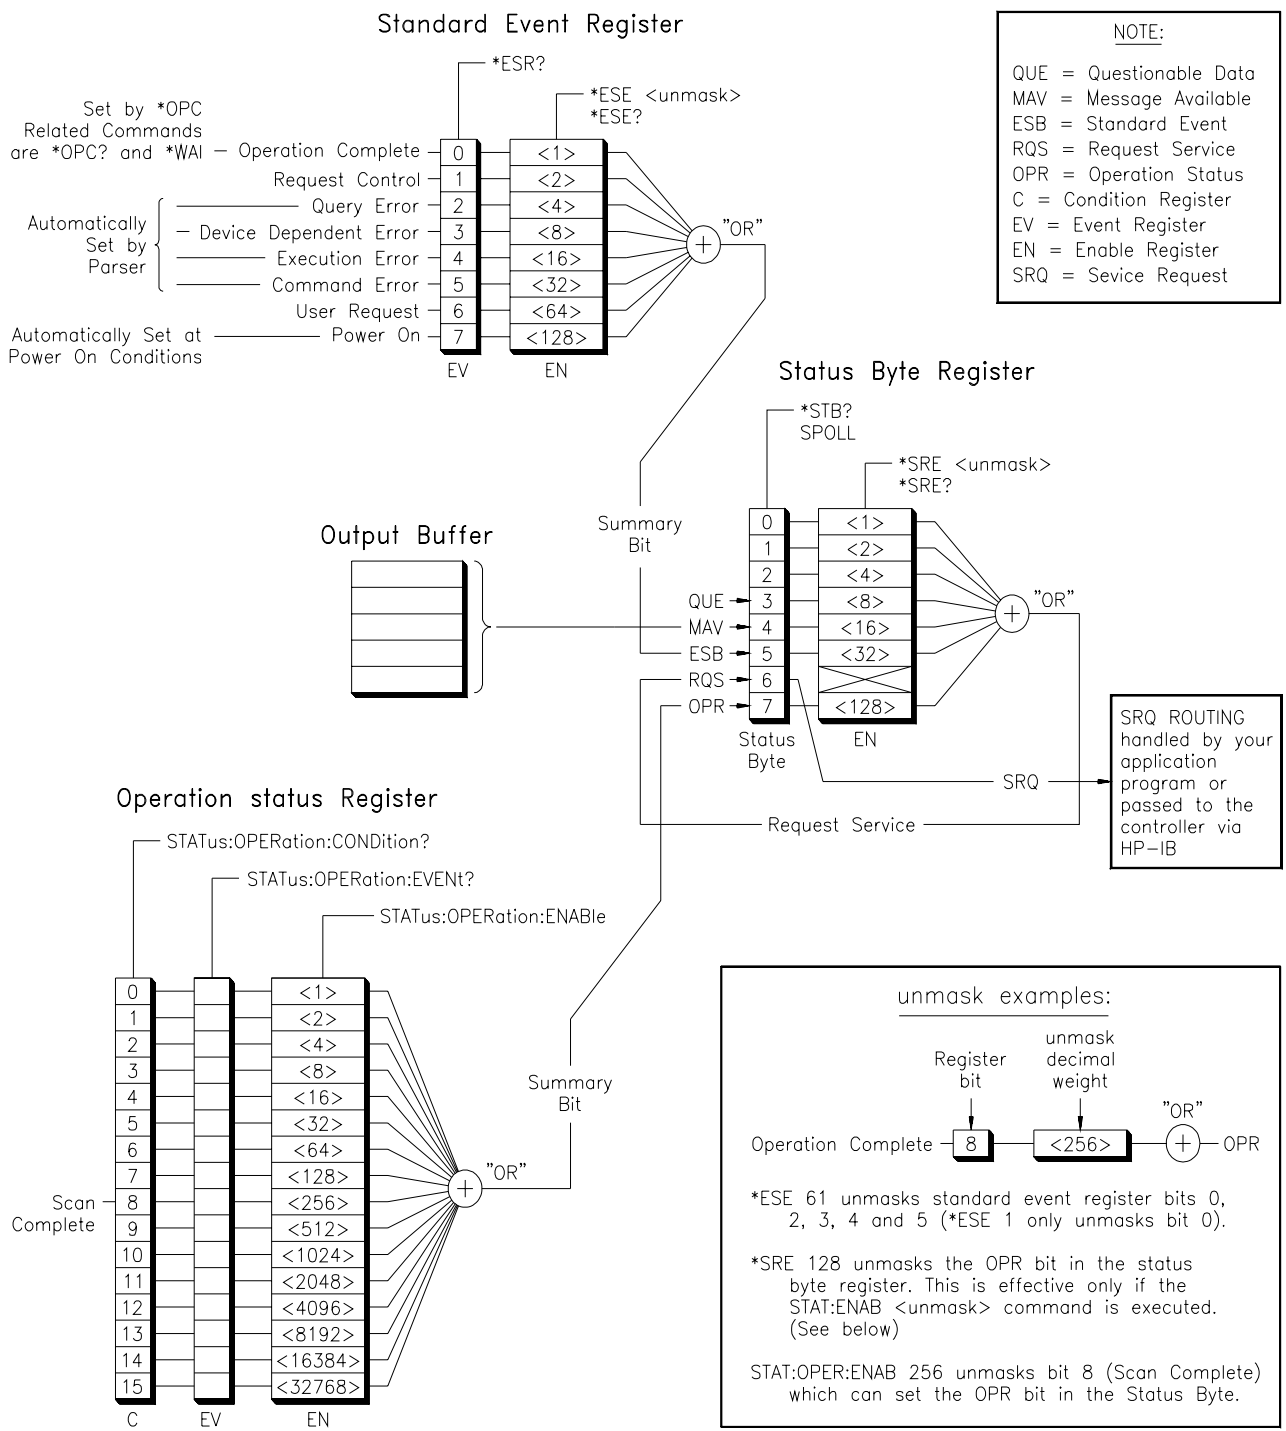 Standard Event Register
*ESR?
*ESE <unmask>
*ESE?
Set by *OPC
Related Commands
are *OPC? and *WAI
Operation Complete 0 <1>
Request Control 1 <2>
Query Error 2 <4>
Device Dependent Error 3 <8>
Execution Error 4 <16>
Command Error 5 <32>
User Request 6 <64>
Power On 7 <128>
Automatically
Set by
Parser
Automatically Set at
Power On Conditions
EV EN
+ "OR"
NOTE:
QUE = Questionable Data
MAV = Message Available
ESB = Standard Event
RQS = Request Service
OPR = Operation Status
C = Condition Register
EV = Event Register
EN = Enable Register
SRQ = Sevice Request
Status Byte Register
*STB?
SPOLL
*SRE <unmask>
*SRE?
Summary
Bit
Output Buffer
0 <1>
1 <2>
2 <4>
QUE 3 <8>
MAV 4 <16>
ESB 5 <32>
RQS 6
OPR 7 <128>
Status
Byte
EN
+ "OR"
SRQ
Request Service
SRQ ROUTING
handled by your
application
program or
passed to the
controller via
HP-IB
Operation status Register
STATus:OPERation:CONDition?
STATus:OPERation:EVENt?
STATus:OPERation:ENABle
0 <1>
1 <2>
2 <4>
3 <8>
4 <16>
5 <32>
6 <64>
7 <128>
8 <256>
9 <512>
10 <1024>
11 <2048>
12 <4096>
13 <8192>
14 <16384>
15 <32768>
Scan
Complete
C EV EN
+ "OR"
Summary
Bit
unmask examples:
Register
bit
unmask
decimal
weight
"OR"
Operation Complete 8 <256> + OPR
*ESE 61 unmasks standard event register bits 0,
2, 3, 4 and 5 (*ESE 1 only unmasks bit 0).
*SRE 128 unmasks the OPR bit in the status
byte register. This is effective only if the
STAT:ENAB <unmask> command is executed.
(See below)
STAT:OPER:ENAB 256 unmasks bit 8 (Scan Complete)
which can set the OPR bit in the Status Byte.